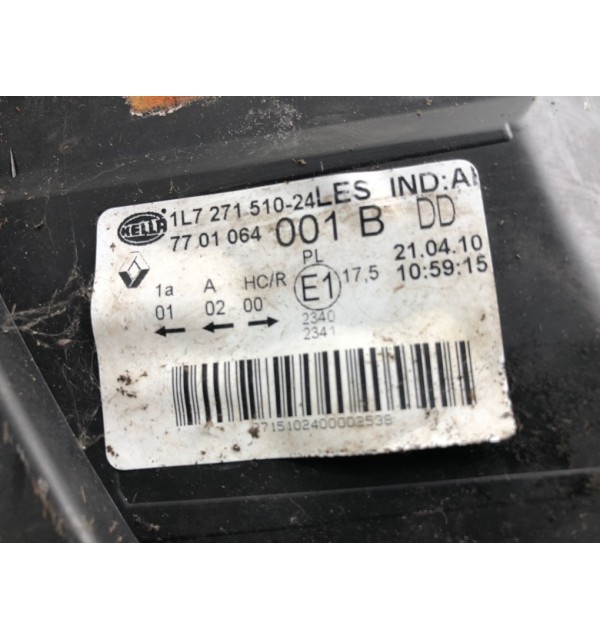 HELLA 1L7 271 510-24LES IND:A
77 01 064 001 B DD
PL 21.04.10
1a A HC/R E1 17,5 10:59:15
01 02 00
← ← →
2340
2341
2715102400002539